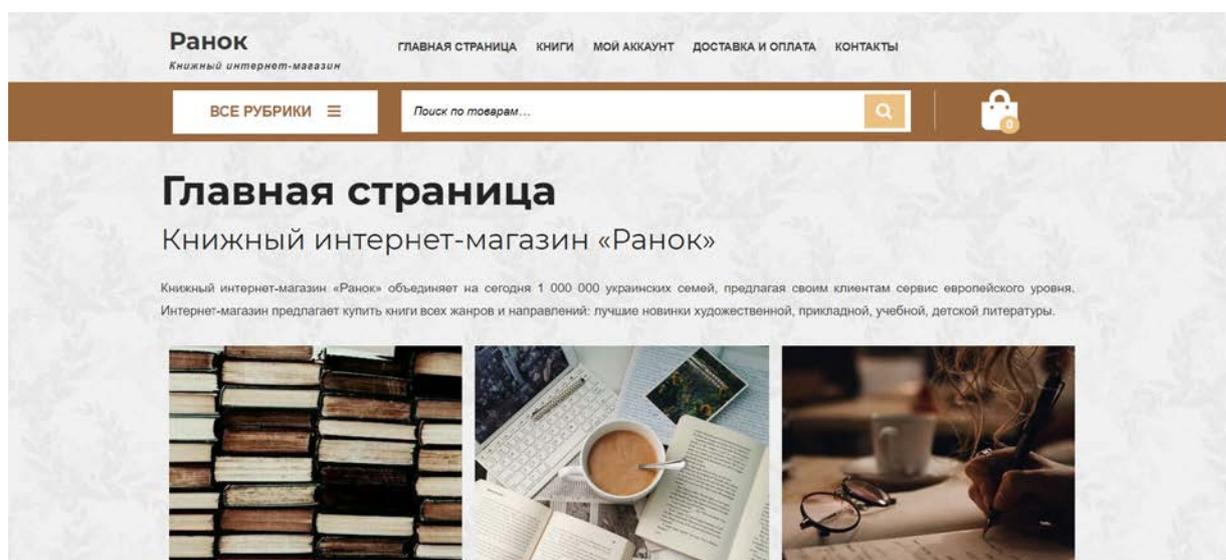 Ранок
Книжный интернет-магазин
ГЛАВНАЯ СТРАНИЦА КНИГИ МОЙ АККАУНТ ДОСТАВКА И ОПЛАТА КОНТАКТЫ
ВСЕ РУБРИКИ
Поиск по товарам...
0
Главная страница
Книжный интернет-магазин «Ранок»
Книжный интернет-магазин «Ранок» объединяет на сегодня 1 000 000 украинских семей, предлагая своим клиентам сервис европейского уровня.
Интернет-магазин предлагает купить книги всех жанров и направлений: лучшие новинки художественной, прикладной, учебной, детской литературы.